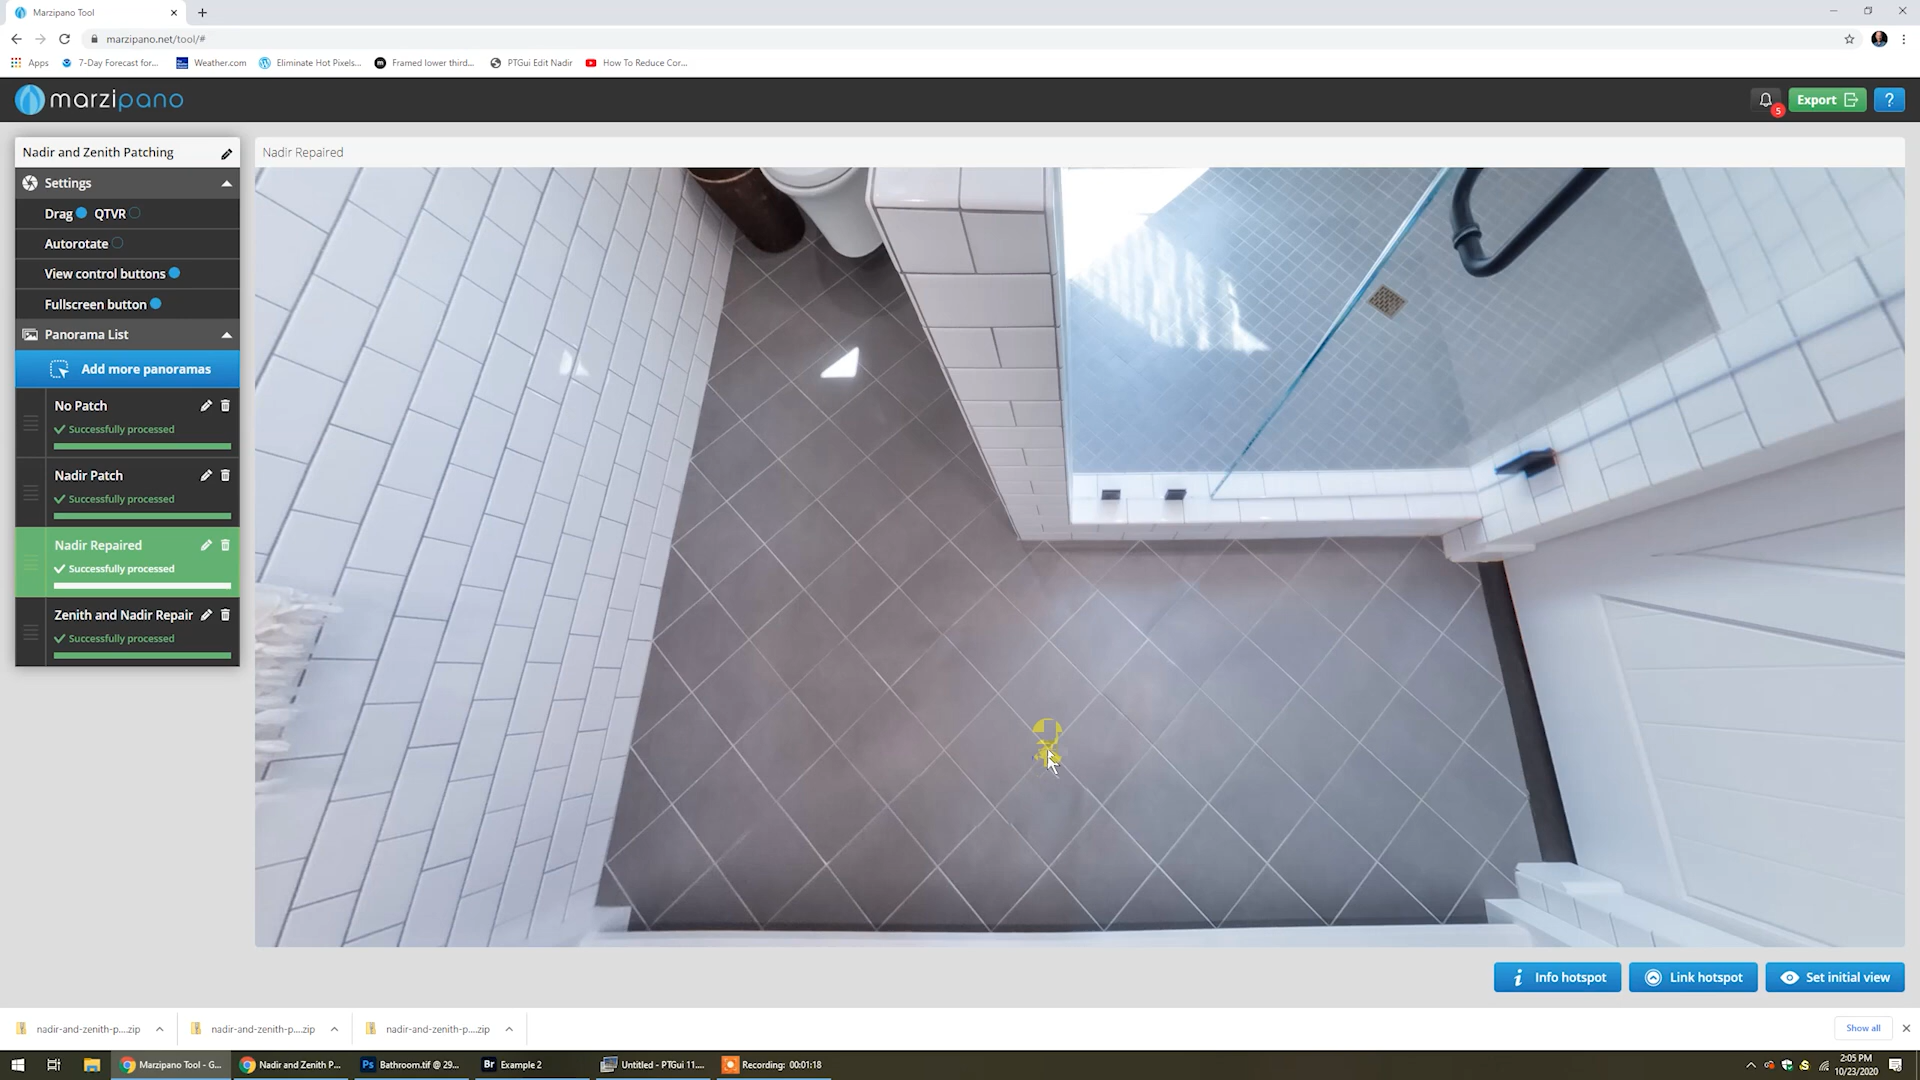 Marzipano Tool
marzipano.net/tool/#
Apps
7-Day Forecast for...
Weather.com
Eliminate Hot Pixels...
Framed lower third...
PTGui Edit Nadir
How To Reduce Cor...
marzipano
5
Export
?
Nadir and Zenith Patching
Nadir Repaired
Settings
Drag QTVR
Autorotate
View control buttons
Fullscreen button
Panorama List
Add more panoramas
No Patch
Successfully processed
Nadir Patch
Successfully processed
Nadir Repaired
Successfully processed
Zenith and Nadir Repair
Successfully processed
Info hotspot
Link hotspot
Set initial view
nadir-and-zenith-p....zip
nadir-and-zenith-p....zip
nadir-and-zenith-p....zip
Show all
Marzipano Tool - G...
Nadir and Zenith P...
Ps Bathroom.tif @ 29...
Br Example 2
Untitled - PTGui 11....
Recording: 00:01:18
2:05 PM
10/23/2020